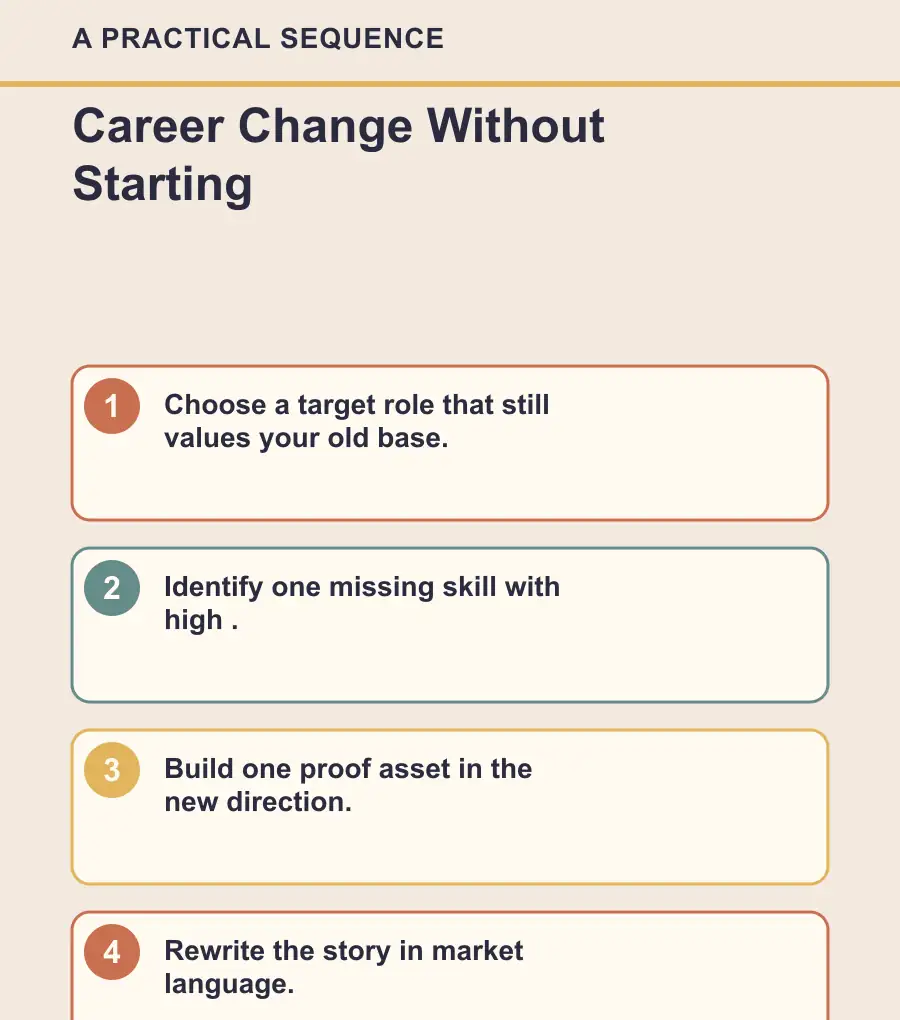 A PRACTICAL SEQUENCE
Career Change Without
Starting
1
Choose a target role that still
values your old base.
2
Identify one missing skill with
high .
3
Build one proof asset in the
new direction.
4
Rewrite the story in market
language.